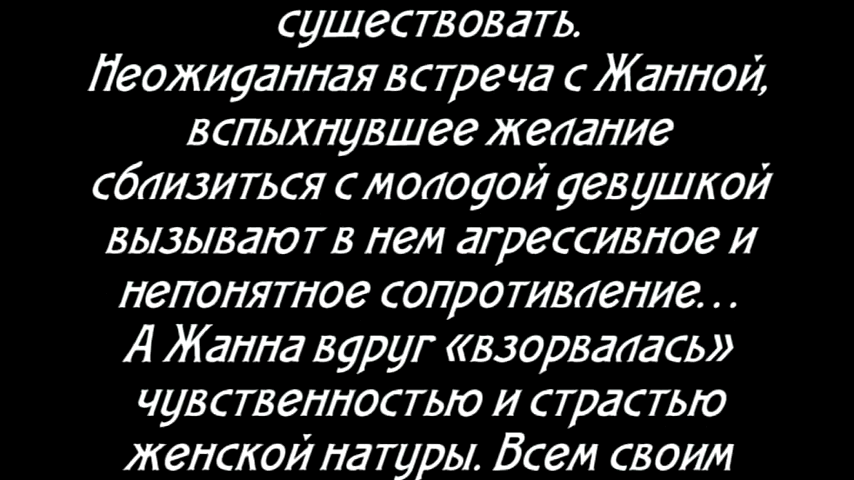 существовать.
Неожиданная встреча с Жанной,
вспыхнувшее желание
сблизиться с молодой девушкой
вызывают в нем агрессивное и
непонятное сопротивление...
А Жанна вдруг «взорвалась»
чувственностью и страстью
женской натуры. Всем своим